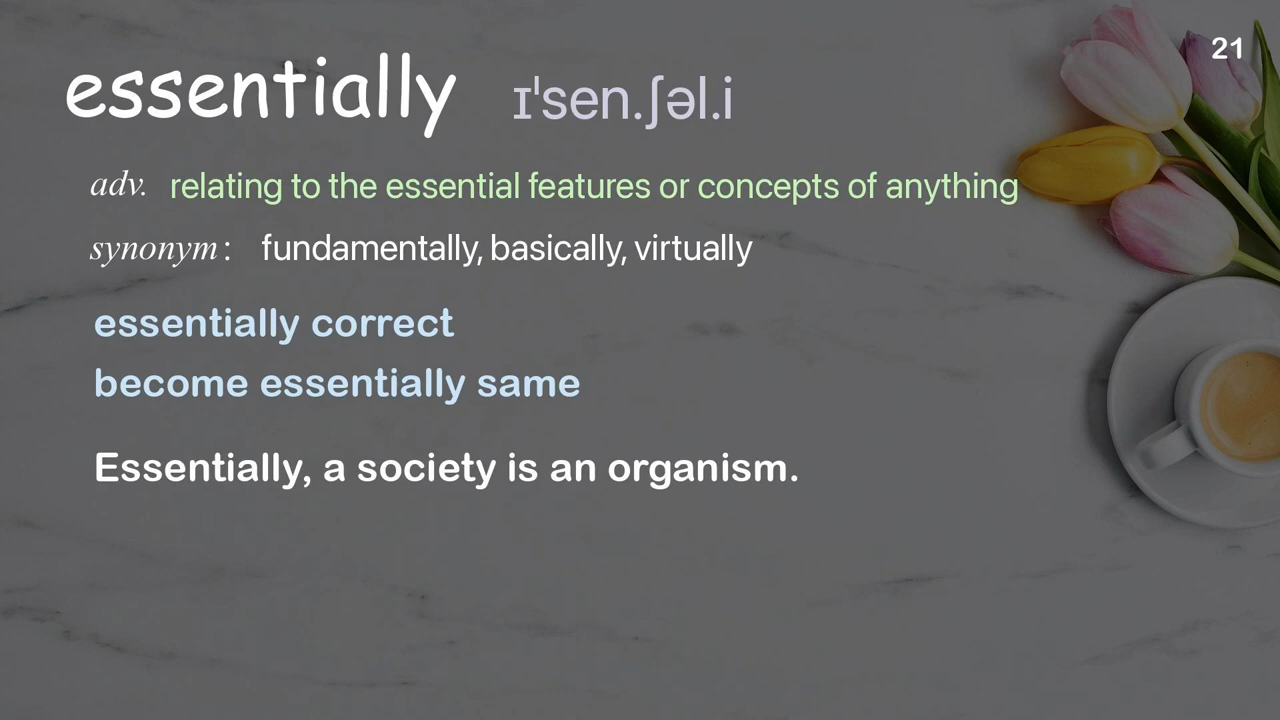 21
essentially ɪˈsen.ʃəl.i
adv. relating to the essential features or concepts of anything
synonym: fundamentally, basically, virtually
essentially correct
become essentially same
Essentially, a society is an organism.